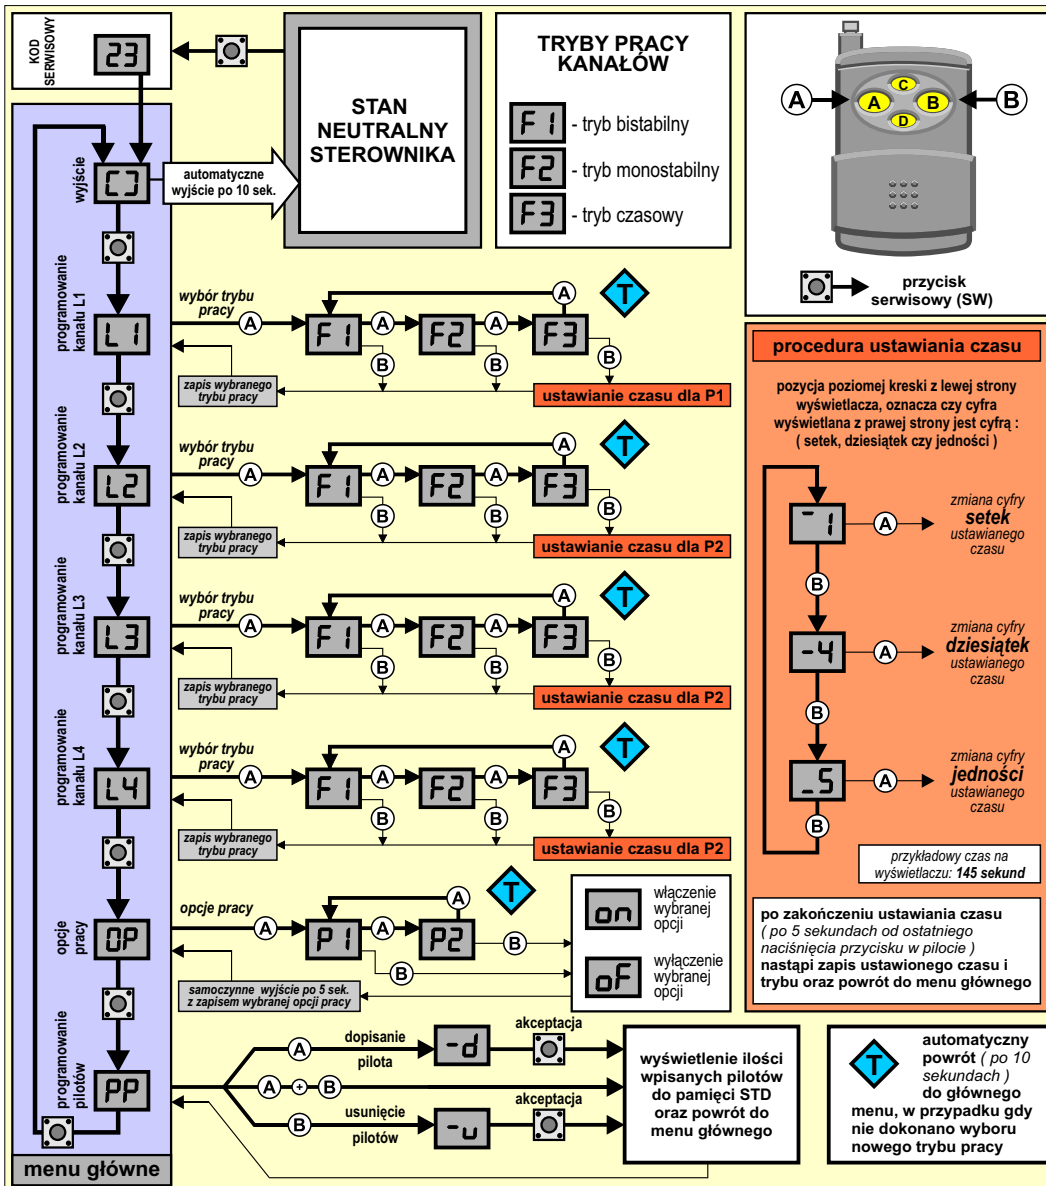 KOD
SERWISOWY
23
STAN
NEUTRALNY
STEROWNIKA
TRYBY PRACY
KANAŁÓW
F1 - tryb bistabilny
F2 - tryb monostabilny
F3 - tryb czasowy
A
A
C
B
D
B
przycisk
serwisowy (SW)
wyjście
[]
automatyczne
wyjście po 10 sek.
programowanie
kanału L1
L1
wybór trybu
pracy
A
F1
A
F2
A
F3
A
T
B
B
B
zapis wybranego
trybu pracy
ustawianie czasu dla P1
programowanie
kanału L2
L2
wybór trybu
pracy
A
F1
A
F2
A
F3
A
T
B
B
B
zapis wybranego
trybu pracy
ustawianie czasu dla P2
programowanie
kanału L3
L3
wybór trybu
pracy
A
F1
A
F2
A
F3
A
T
B
B
B
zapis wybranego
trybu pracy
ustawianie czasu dla P2
programowanie
kanału L4
L4
wybór trybu
pracy
A
F1
A
F2
A
F3
A
T
B
B
B
zapis wybranego
trybu pracy
ustawianie czasu dla P2
opcje
pracy
OP
opcje pracy
A
P1
A
P2
A
T
B
B
on
włączenie
wybranej
opcji
oF
wyłączenie
wybranej
opcji
samoczynne wyjście po 5 sek.
z zapisem wybranej opcji pracy
programowanie
pilotów
PP
A
dopisanie
pilota
-d
akceptacja
A + B
B
usunięcie
pilotów
-u
akceptacja
wyświetlenie ilości
wpisanych pilotów
do pamięci STD
oraz powrót do
menu głównego
menu główne
procedura ustawiania czasu
pozycja poziomej kreski z lewej strony
wyświetlacza, oznacza czy cyfra
wyświetlana z prawej strony jest cyfrą :
( setek, dziesiątek czy jedności )
¯1
A
zmiana cyfry
setek
ustawianego
czasu
B
-4
A
zmiana cyfry
dziesiątek
ustawianego
czasu
B
_5
A
zmiana cyfry
jedności
ustawianego
czasu
B
przykładowy czas na
wyświetlaczu: 145 sekund
po zakończeniu ustawiania czasu
( po 5 sekundach od ostatniego
naciśnięcia przycisku w pilocie )
nastąpi zapis ustawionego czasu i
trybu oraz powrót do menu głównego
T
automatyczny
powrót ( po 10
sekundach )
do głównego
menu, w przypadku gdy
nie dokonano wyboru
nowego trybu pracy